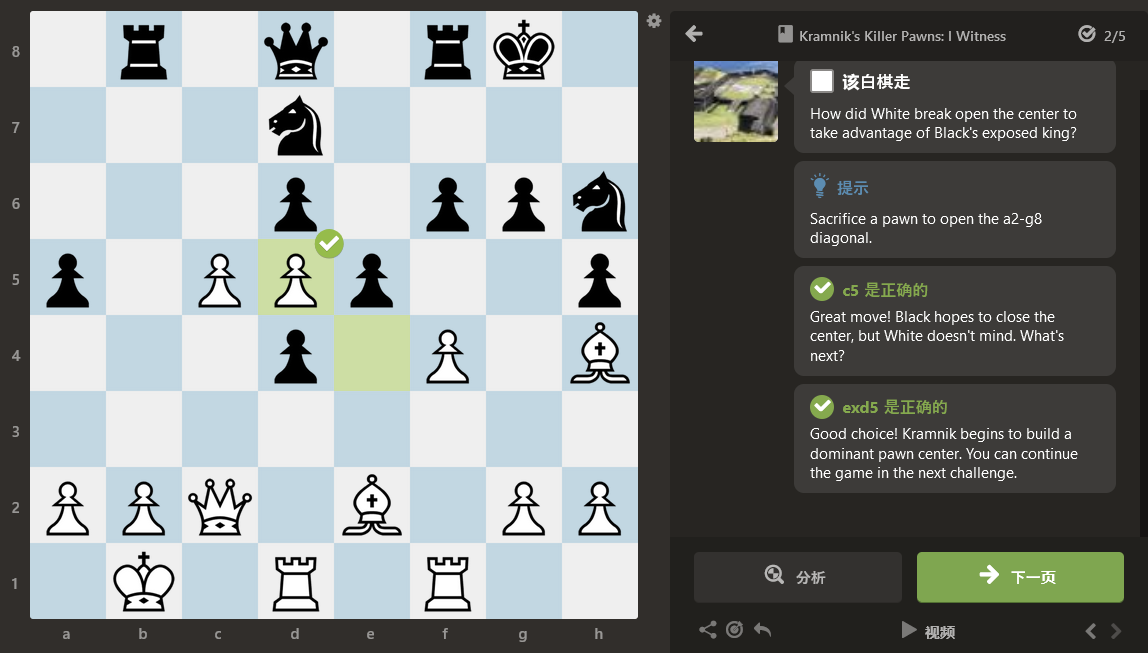 8
7
6
5
4
3
2
1
a b c d e f g h
Kramnik's Killer Pawns: I Witness
2/5
该白棋走
How did White break open the center to
take advantage of Black's exposed king?
提示
Sacrifice a pawn to open the a2-g8
diagonal.
c5 是正确的
Great move! Black hopes to close the
center, but White doesn't mind. What's
next?
exd5 是正确的
Good choice! Kramnik begins to build a
dominant pawn center. You can continue
the game in the next challenge.
分析
下一页
视频